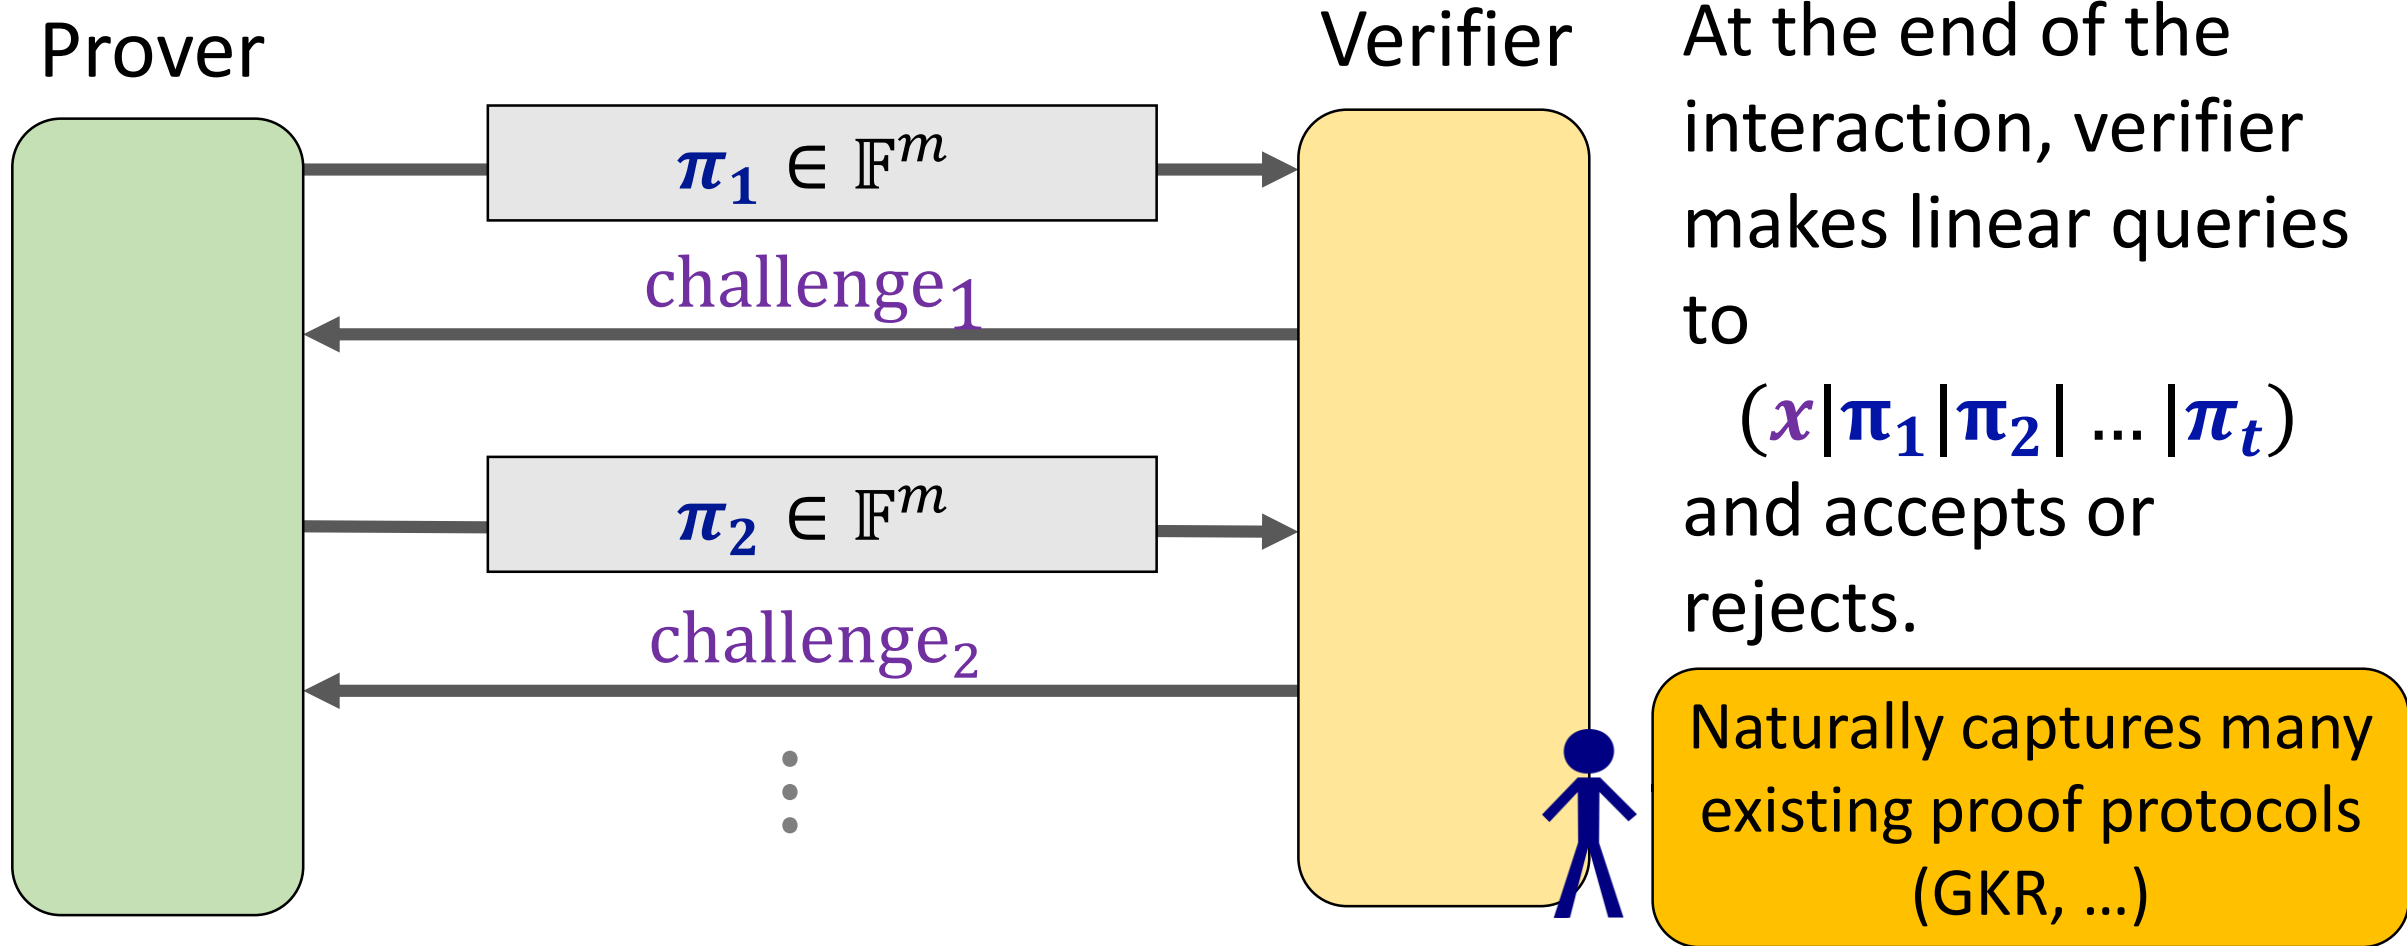 Prover
Verifier
π₁ ∈ 𝔽ᵐ
challenge₁
π₂ ∈ 𝔽ᵐ
challenge₂
At the end of the
interaction, verifier
makes linear queries
to
(x|π₁|π₂| … |πₜ)
and accepts or
rejects.
Naturally captures many
existing proof protocols
(GKR, …)